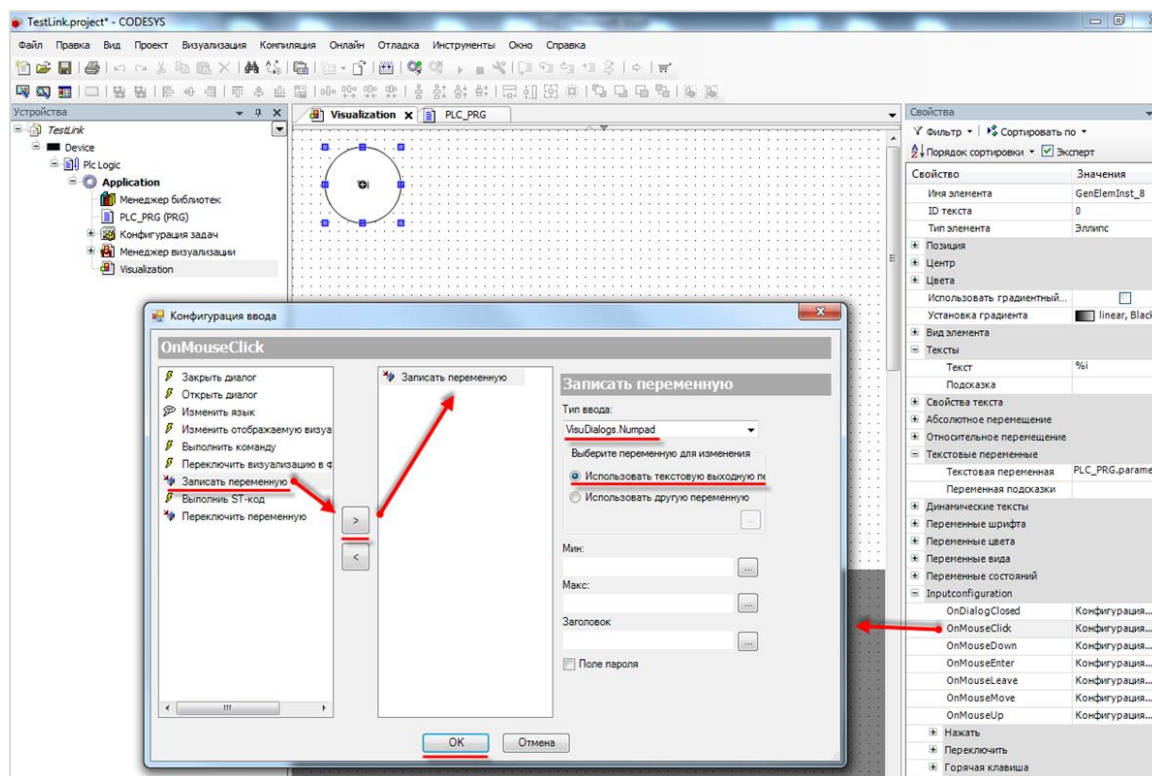 TestLink.project* - CODESYS
Файл Правка Вид Проект Визуализация Компиляция Онлайн Отладка Инструменты Окно Справка
Устройства
TestLink
Device
Plc Logic
Application
Менеджер библиотек
PLC_PRG (PRG)
Конфигурация задач
Менеджер визуализации
Visualization
Visualization X PLC_PRG
Конфигурация ввода
OnMouseClick
Закрыть диалог
Открыть диалог
Изменить язык
Изменить отображаемую визуа
Выполнить команду
Переключить визуализацию в ф
Записать переменную
Выполниь ST-код
Переключить переменную
>
<
Записать переменную
Записать переменную
Тип ввода:
VisuDialogs.Numpad
Выберите переменную для изменения
Использовать текстовую выходную пе
Использовать другую переменную
...
Мин:
...
Макс:
...
Заголовок
...
Поле пароля
OK Отмена
Свойства
Фильтр Сортировать по
Порядок сортировки Эксперт
Свойство Значения
Имя элемента GenElemInst_8
ID текста 0
Тип элемента Эллипс
Позиция
Центр
Цвета
Использовать градиентный...
Установка градиента linear, Black
Вид элемента
Тексты
Текст %i
Подсказка
Свойства текста
Абсолютное перемещение
Относительное перемещение
Текстовые переменные
Текстовая переменная PLC_PRG.parame
Переменная подсказки
Динамические тексты
Переменные шрифта
Переменные цвета
Переменные вида
Переменные состояний
Inputconfiguration
OnDialogClosed Конфигурация...
OnMouseClick Конфигурация...
OnMouseDown Конфигурация...
OnMouseEnter Конфигурация...
OnMouseLeave Конфигурация...
OnMouseMove Конфигурация...
OnMouseUp Конфигурация...
Нажать
Переключить
Горячая клавиша